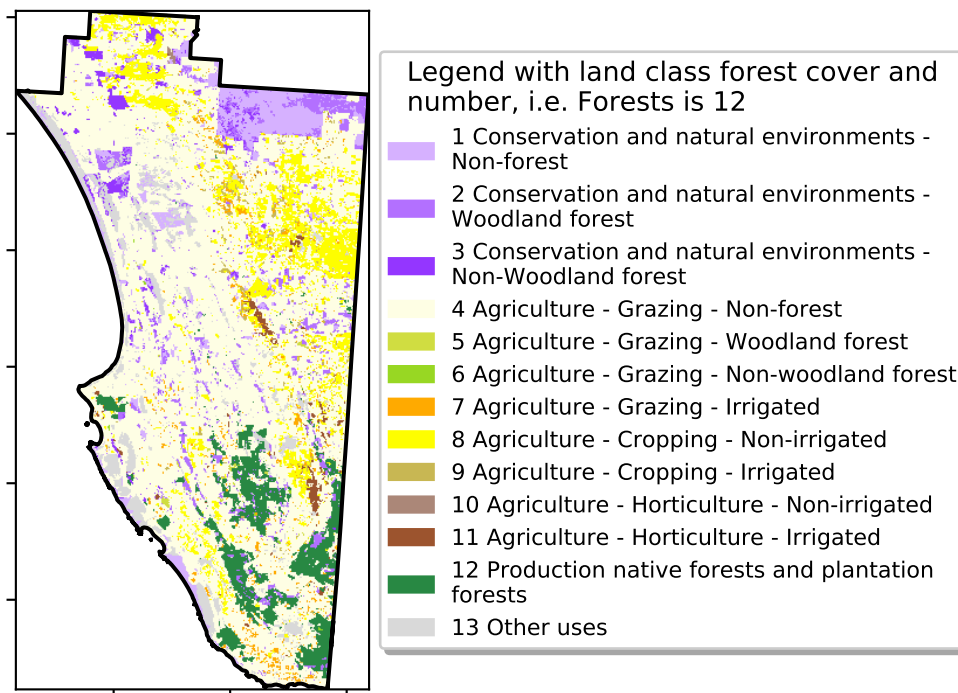 Legend with land class forest cover and
number, i.e. Forests is 12
1 Conservation and natural environments -
Non-forest
2 Conservation and natural environments -
Woodland forest
3 Conservation and natural environments -
Non-Woodland forest
4 Agriculture - Grazing - Non-forest
5 Agriculture - Grazing - Woodland forest
6 Agriculture - Grazing - Non-woodland forest
7 Agriculture - Grazing - Irrigated
8 Agriculture - Cropping - Non-irrigated
9 Agriculture - Cropping - Irrigated
10 Agriculture - Horticulture - Non-irrigated
11 Agriculture - Horticulture - Irrigated
12 Production native forests and plantation
forests
13 Other uses